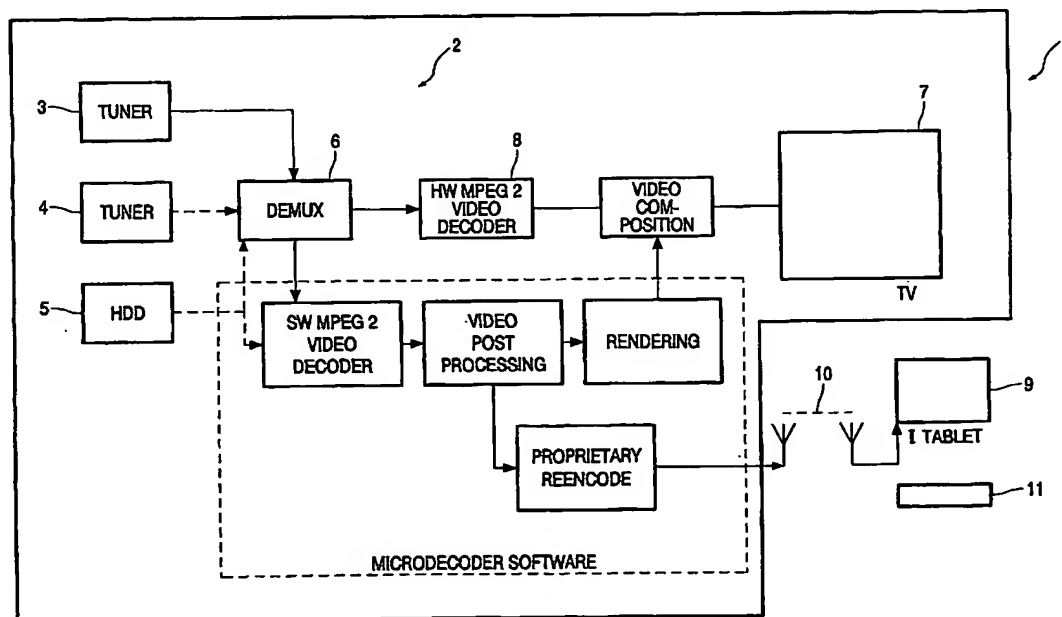 2
3
TUNER
7
6
8
4
TUNER
DEMUX
HW MPEG 2
VIDEO
DECODER
VIDEO
COM-
POSITION
TV
5
HDD
SW MPEG 2
VIDEO
DECODER
VIDEO
POST
PROCESSING
RENDERING
10
9
I TABLET
PROPRIETARY
REENCODE
11
MICRODECODER SOFTWARE